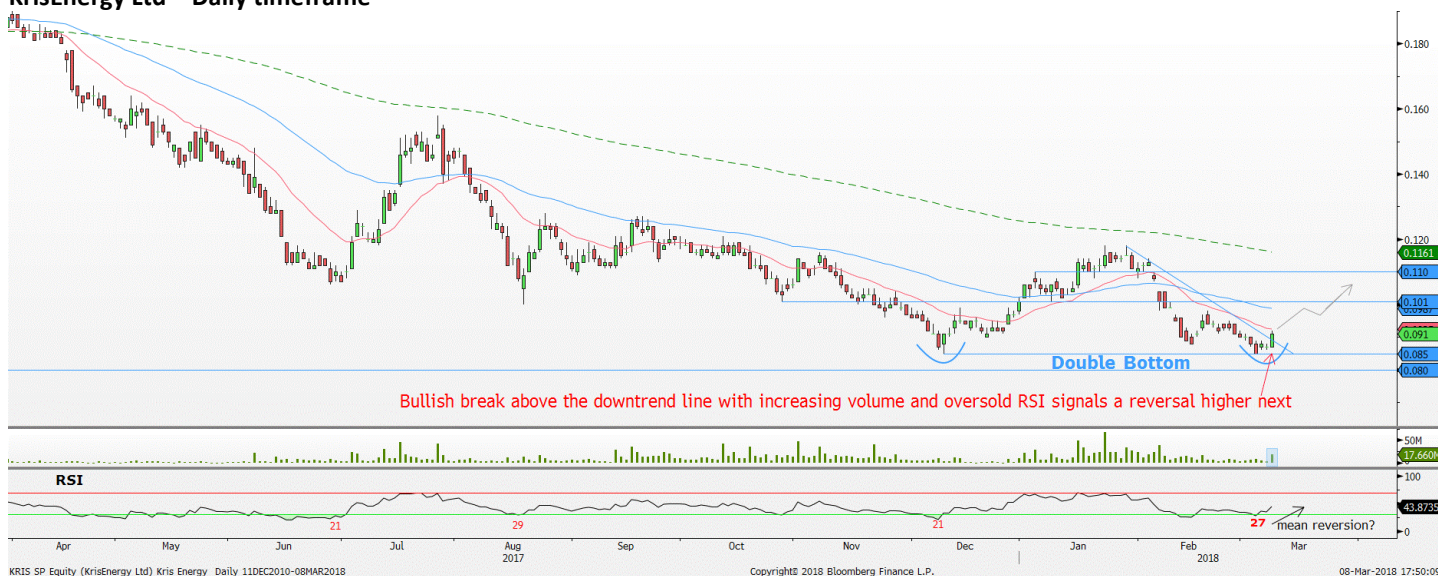 KrisEnergy Ltd – Daily timeframe
0.180
0.160
0.140
0.120
0.1161
0.110
0.101
0.0987
0.091
0.085
0.080
Double Bottom
Bullish break above the downtrend line with increasing volume and oversold RSI signals a reversal higher next
50M
17.660M
RSI
100
43.8735
21
29
21
27
mean reversion?
0
Apr May Jun Jul Aug Sep Oct Nov Dec Jan Feb Mar
2017 2018
KRIS SP Equity (KrisEnergy Ltd) Kris Energy Daily 11DEC2010-08MAR2018 Copyright© 2018 Bloomberg Finance L.P. 08-Mar-2018 17:50:09